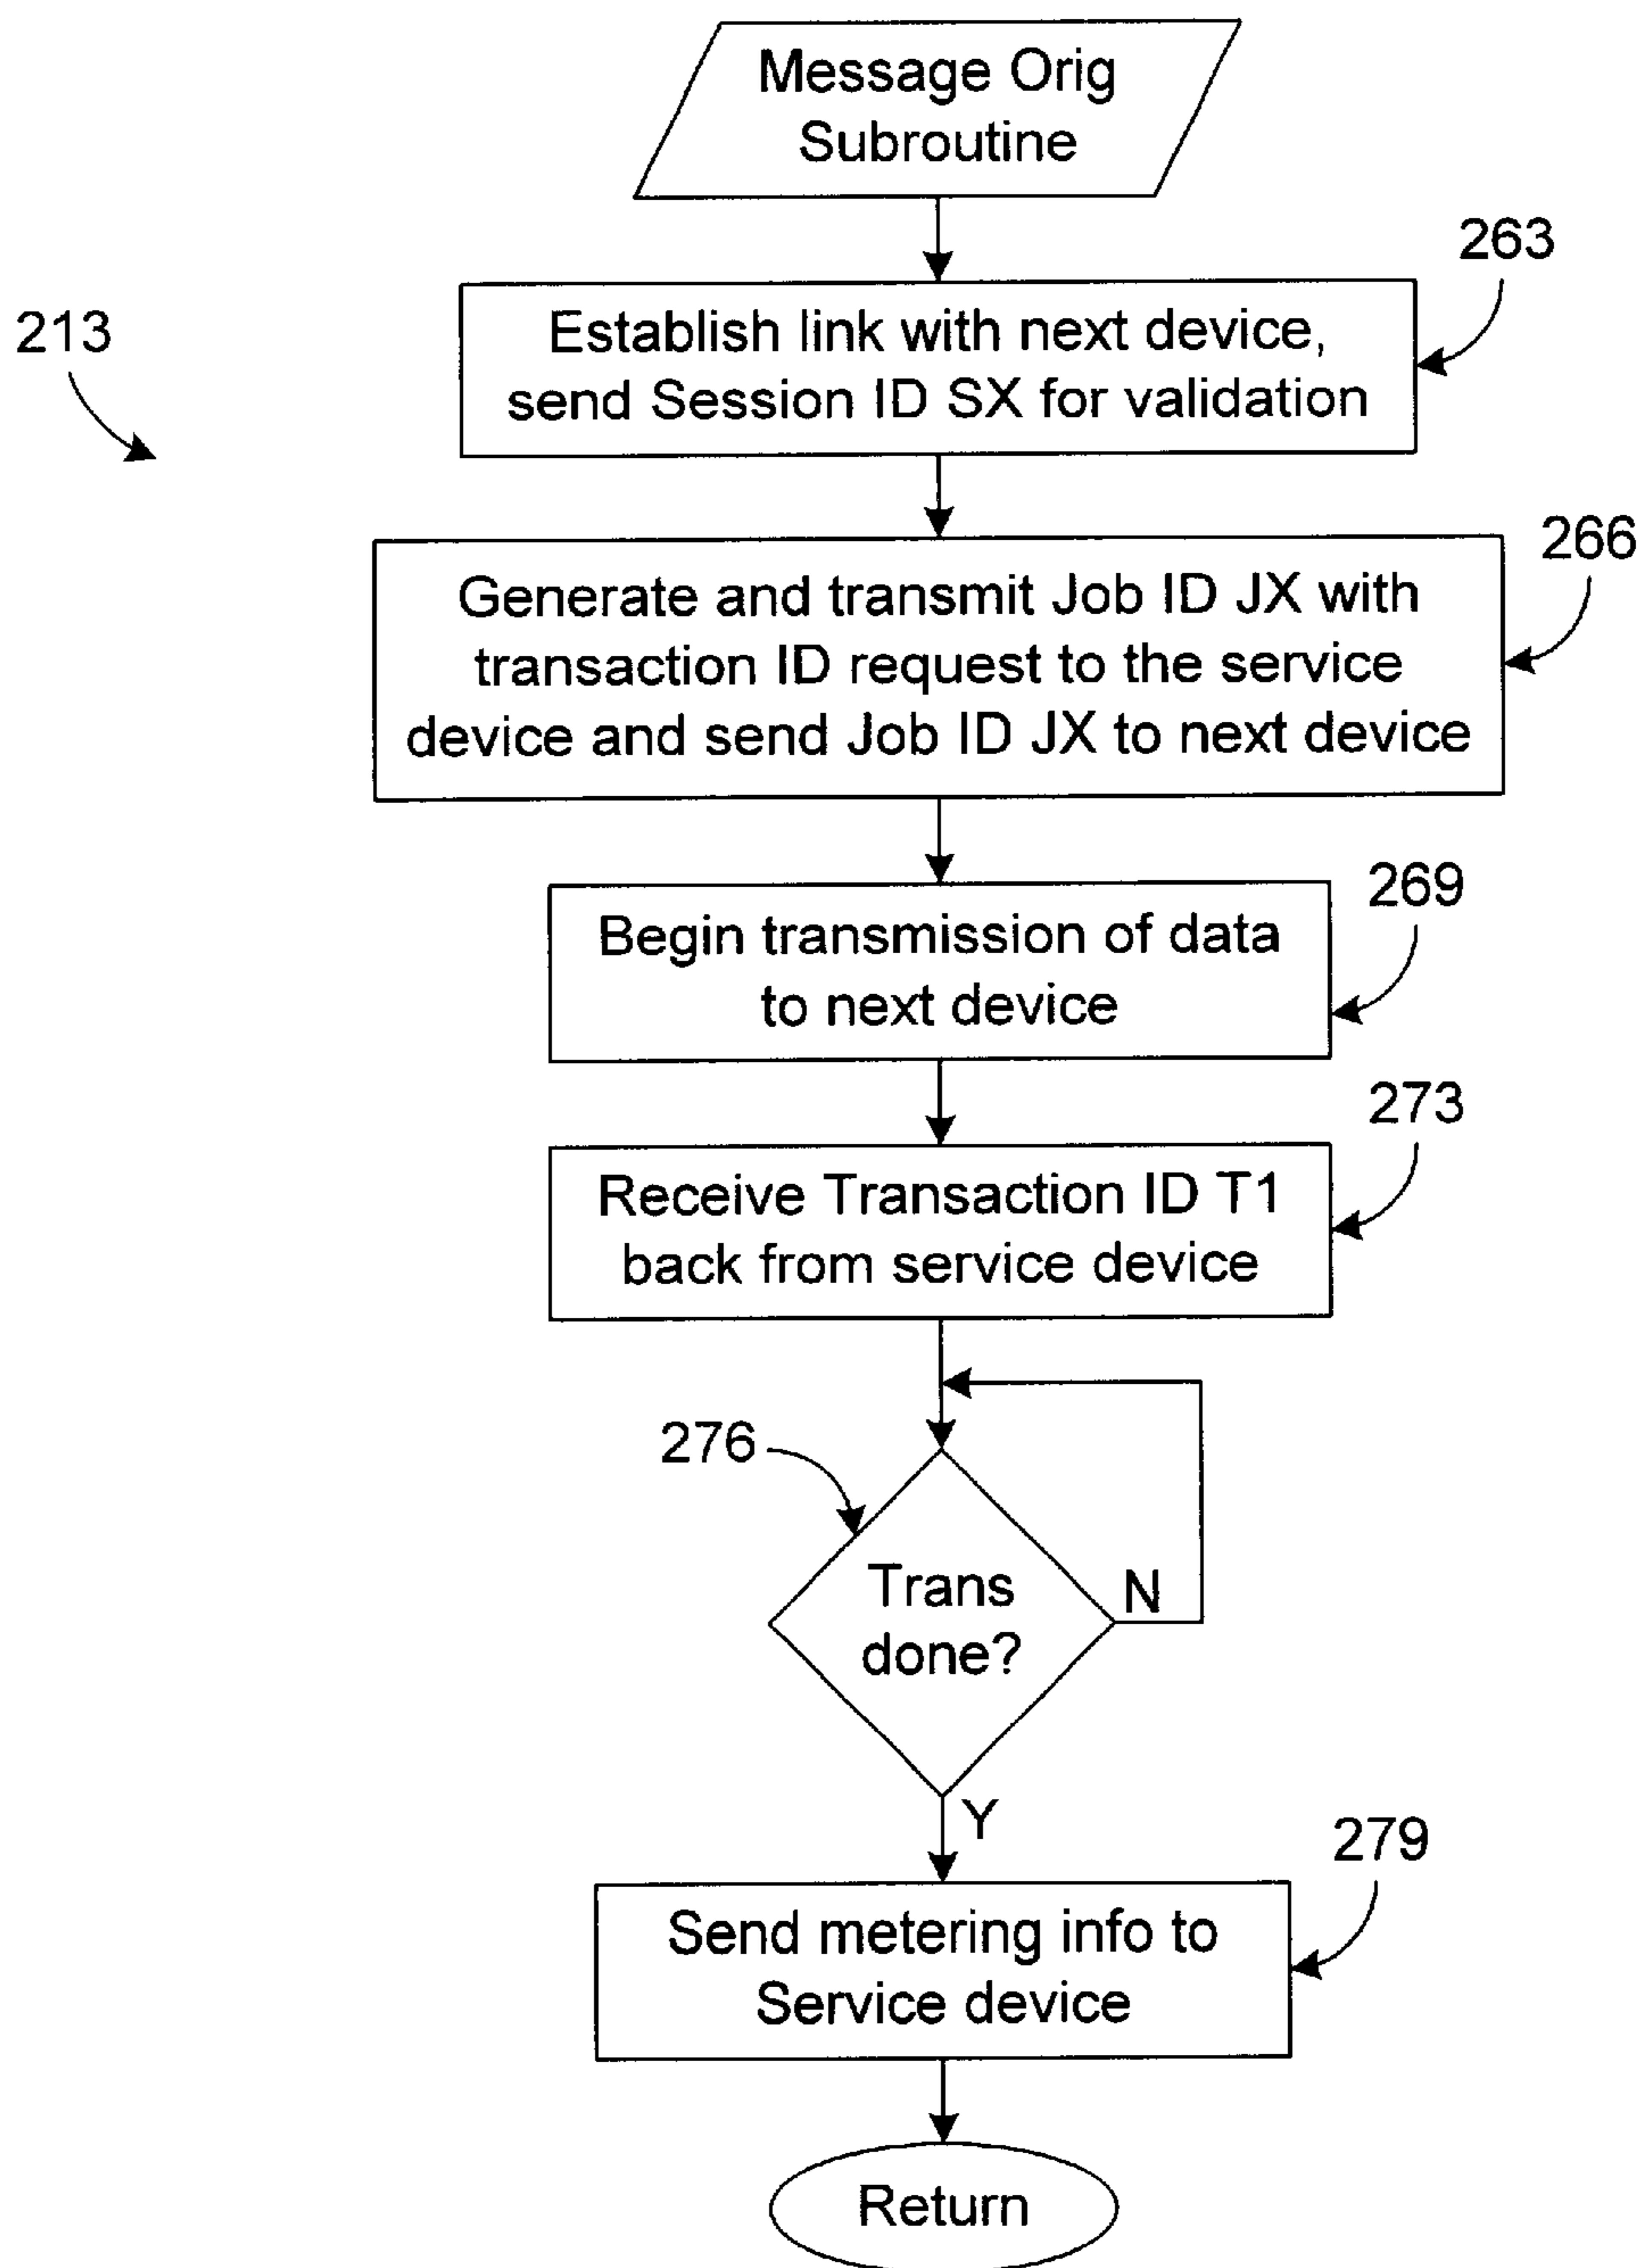 Message Orig
Subroutine
263
213
Establish link with next device,
send Session ID SX for validation
266
Generate and transmit Job ID JX with
transaction ID request to the service
device and send Job ID JX to next device
269
Begin transmission of data
to next device
273
Receive Transaction ID T1
back from service device
276
Trans
done?
N
Y
279
Send metering info to
Service device
Return